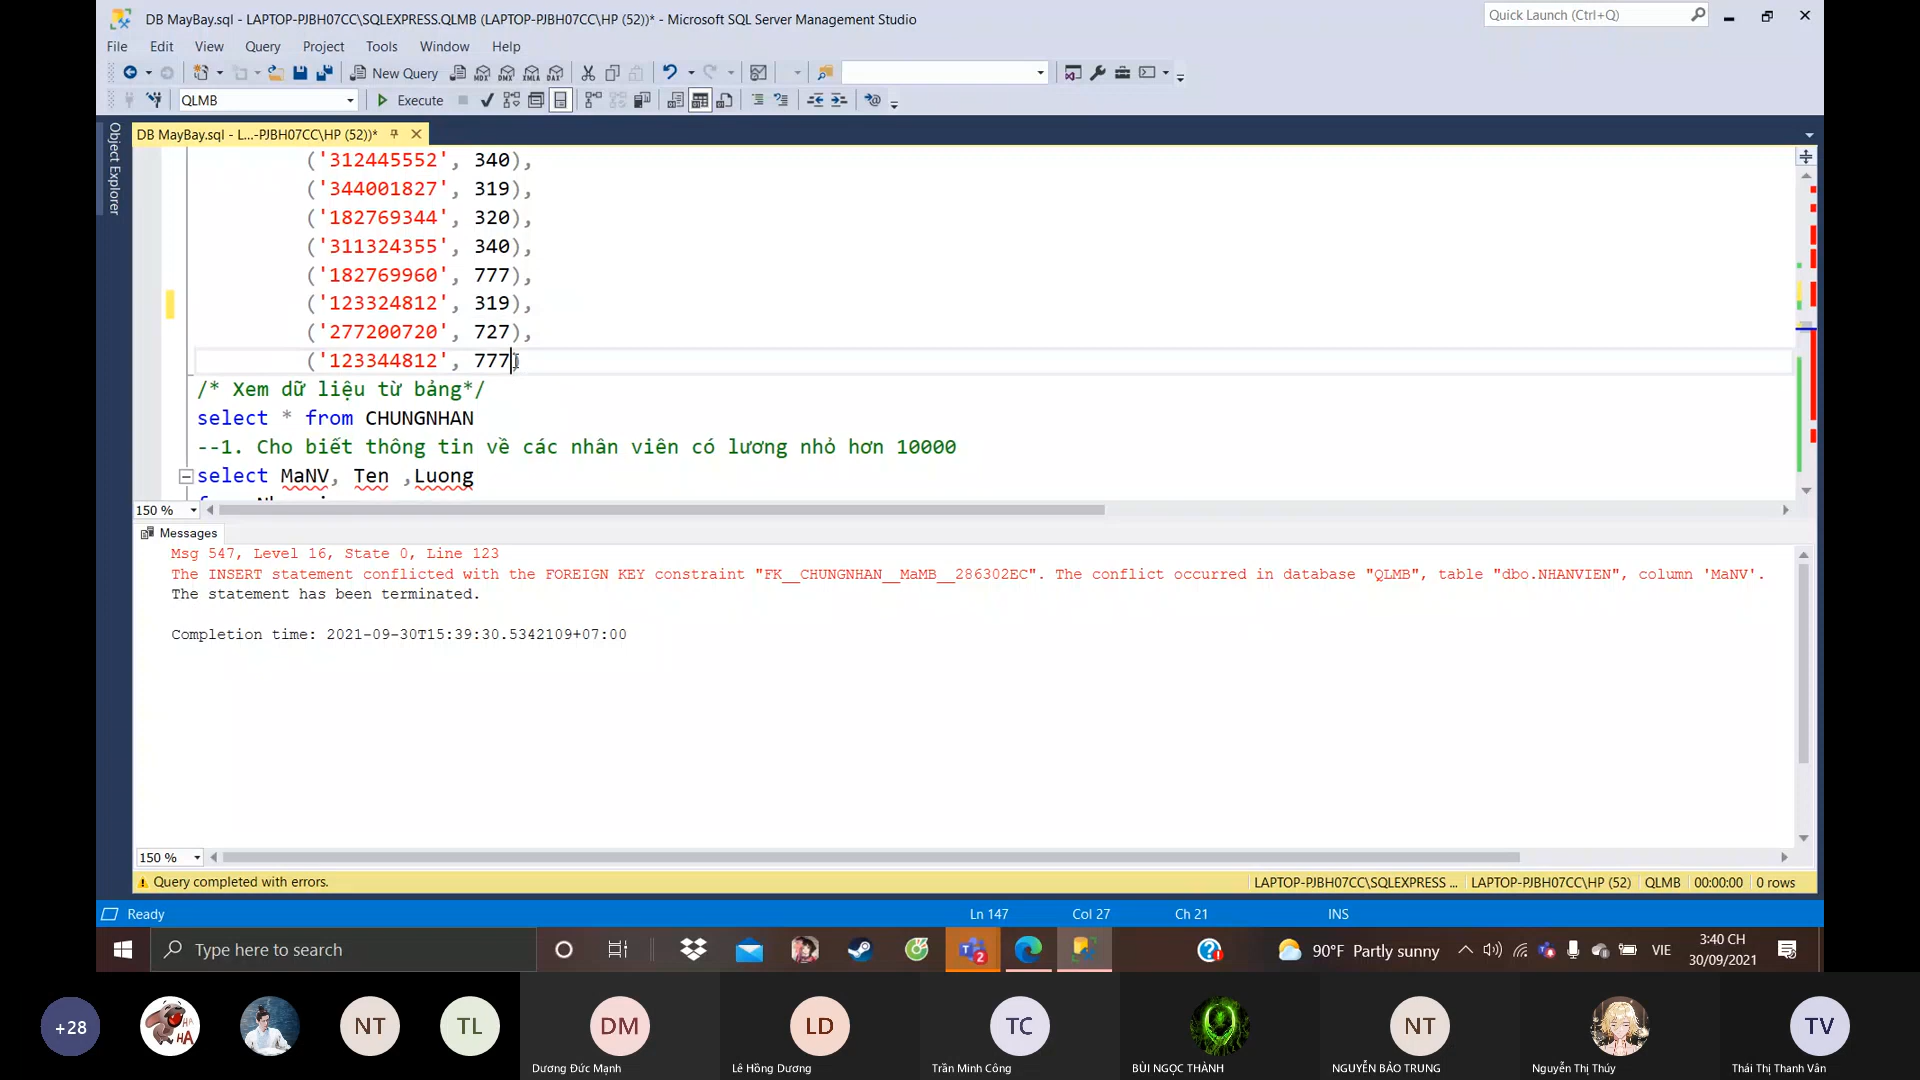 DB MayBay.sql - LAPTOP-PJBH07CC\SQLEXPRESS.QLMB (LAPTOP-PJBH07CC\HP (52))* - Microsoft SQL Server Management Studio
Quick Launch (Ctrl+Q)
File Edit View Query Project Tools Window Help
New Query MDX DMX XMLA DAX
QLMB Execute
DB MayBay.sql - L...-PJBH07CC\HP (52))*
Object Explorer
('312445552', 340),
('344001827', 319),
('182769344', 320),
('311324355', 340),
('182769960', 777),
('123324812', 319),
('277200720', 727),
('123344812', 777)
/* Xem dữ liệu từ bảng*/
select * from CHUNGNHAN
--1. Cho biết thông tin về các nhân viên có lương nhỏ hơn 10000
select MaNV, Ten ,Luong
150 %
Messages
Msg 547, Level 16, State 0, Line 123
The INSERT statement conflicted with the FOREIGN KEY constraint "FK__CHUNGNHAN__MaMB__286302EC". The conflict occurred in database "QLMB", table "dbo.NHANVIEN", column 'MaNV'.
The statement has been terminated.
Completion time: 2021-09-30T15:39:30.5342109+07:00
150 %
Query completed with errors. LAPTOP-PJBH07CC\SQLEXPRESS ... LAPTOP-PJBH07CC\HP (52) QLMB 00:00:00 0 rows
Ready Ln 147 Col 27 Ch 21 INS
Type here to search 2 90°F Partly sunny VIE 3:40 CH
30/09/2021
+28 HA HA NT TL DM LD TC NT TV
Dương Đức Mạnh Lê Hồng Dương Trần Minh Công BÙI NGỌC THÀNH NGUYỄN BẢO TRUNG Nguyễn Thị Thúy Thái Thị Thanh Vân